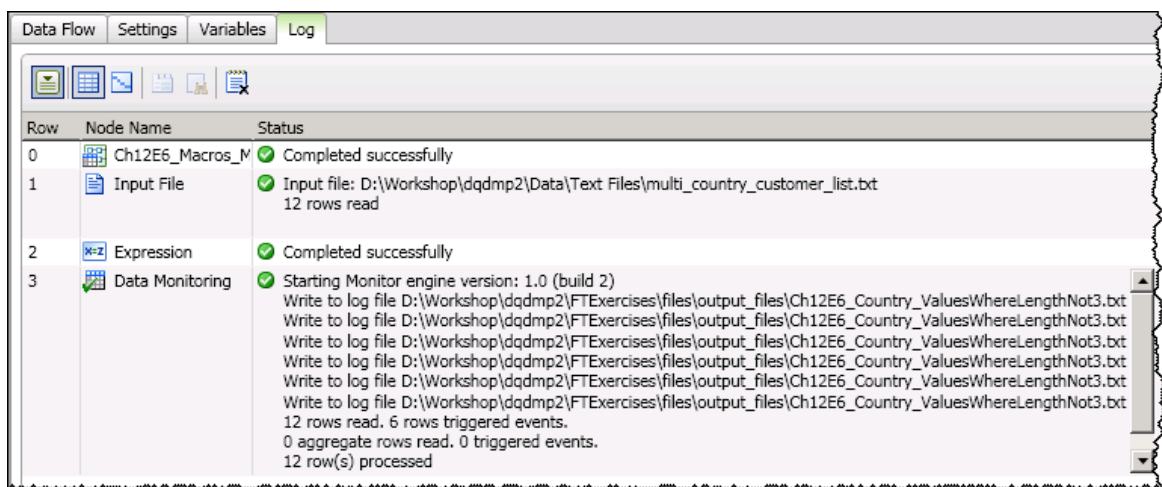 Data Flow Settings Variables Log
Row Node Name Status
0 Ch12E6_Macros_M Completed successfully
1 Input File Input file: D:\Workshop\dqdmp2\Data\Text Files\multi_country_customer_list.txt
12 rows read
2 x=z Expression Completed successfully
3 Data Monitoring Starting Monitor engine version: 1.0 (build 2)
Write to log file D:\Workshop\dqdmp2\FTExercises\files\output_files\Ch12E6_Country_ValuesWhereLengthNot3.txt
Write to log file D:\Workshop\dqdmp2\FTExercises\files\output_files\Ch12E6_Country_ValuesWhereLengthNot3.txt
Write to log file D:\Workshop\dqdmp2\FTExercises\files\output_files\Ch12E6_Country_ValuesWhereLengthNot3.txt
Write to log file D:\Workshop\dqdmp2\FTExercises\files\output_files\Ch12E6_Country_ValuesWhereLengthNot3.txt
Write to log file D:\Workshop\dqdmp2\FTExercises\files\output_files\Ch12E6_Country_ValuesWhereLengthNot3.txt
Write to log file D:\Workshop\dqdmp2\FTExercises\files\output_files\Ch12E6_Country_ValuesWhereLengthNot3.txt
12 rows read. 6 rows triggered events.
0 aggregate rows read. 0 triggered events.
12 row(s) processed